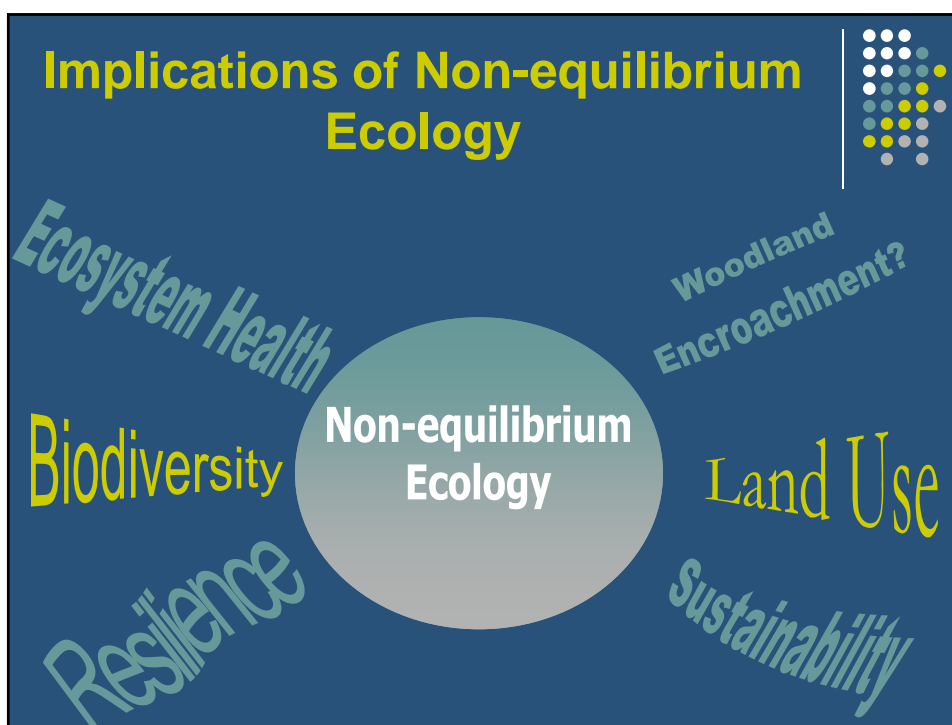 Implications of Non-equilibrium
Ecology
Ecosystem Health
Woodland
Encroachment?
Non-equilibrium
Ecology
Biodiversity
Land Use
Resilience
Sustainability